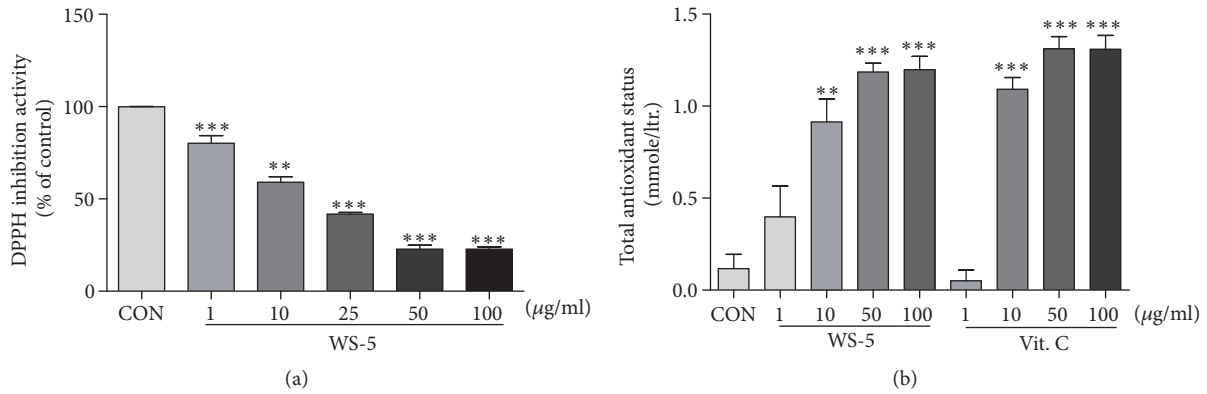 DPPH inhibition activity
(% of control)
150
100
50
0
***
**
***
***
***
CON
1
10
25
50
100
(μg/ml)
WS-5
(a)
Total antioxidant status
(mmole/ltr.)
1.5
1.0
0.5
0.0
**
***
***
***
***
***
CON
1
10
50
100
1
10
50
100
(μg/ml)
WS-5
Vit. C
(b)